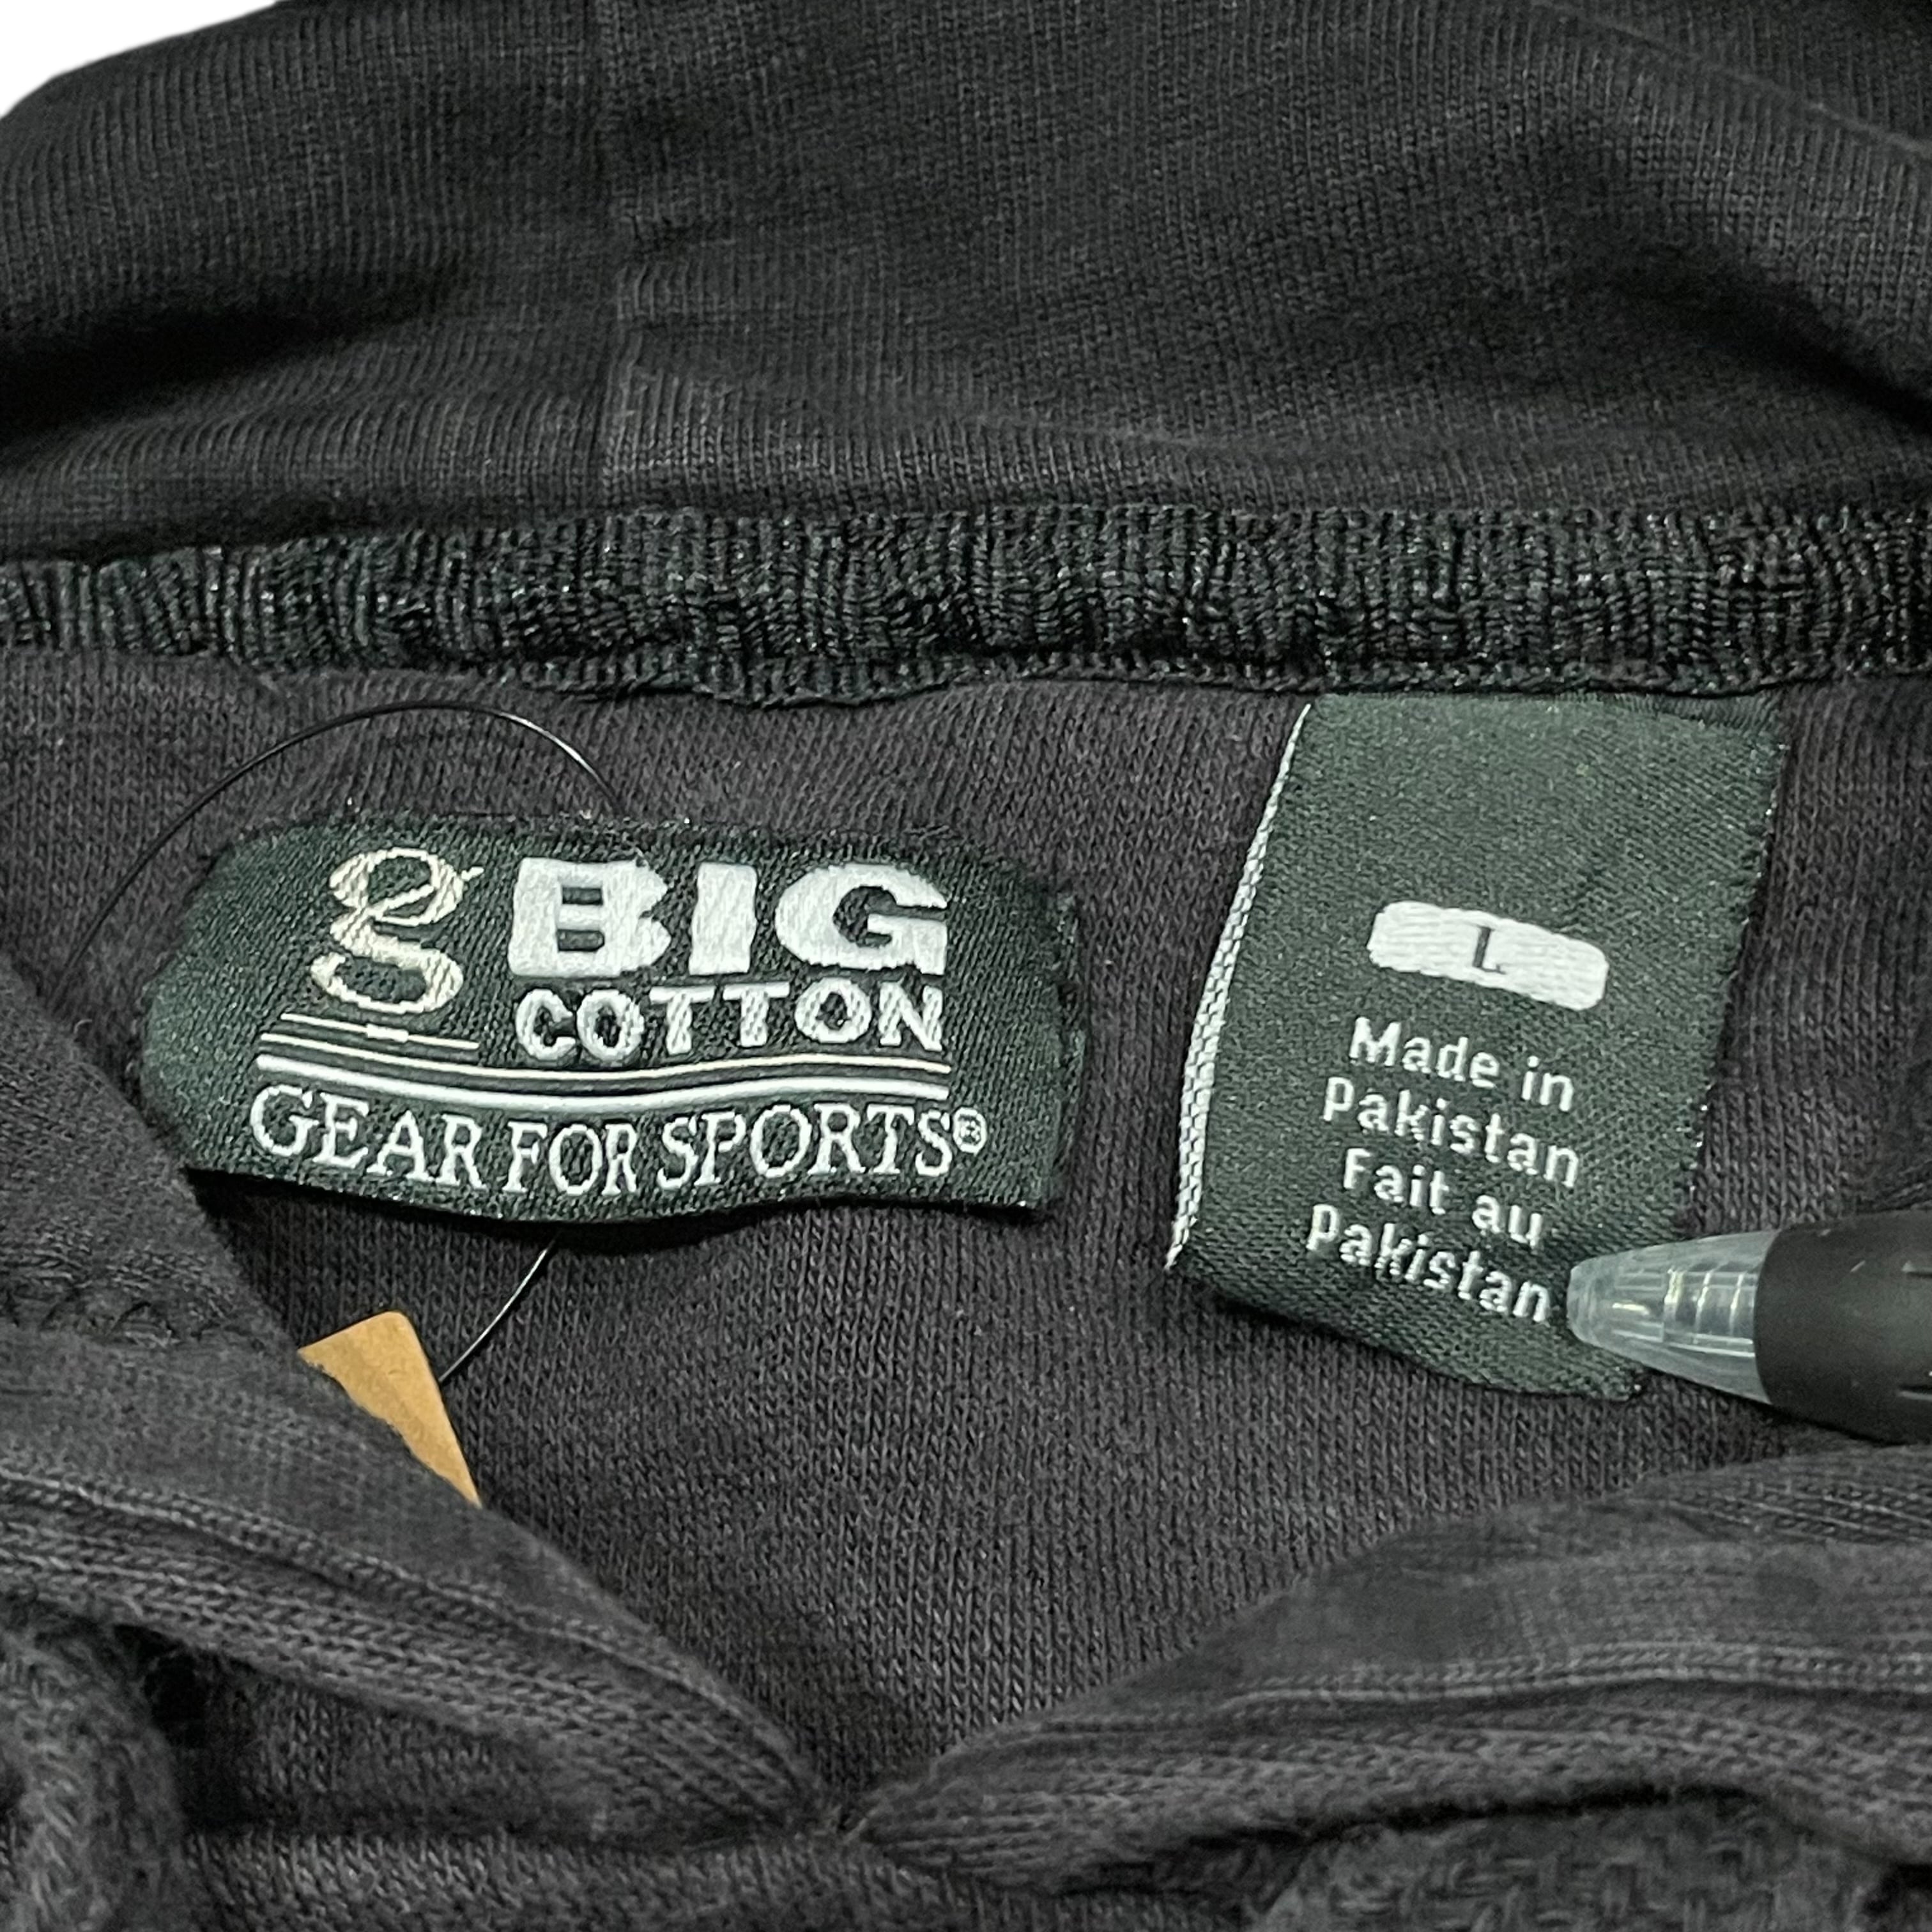 g BIG
COTTON
GEAR FOR SPORTS®
L
Made in
Pakistan
Fait au
Pakistan